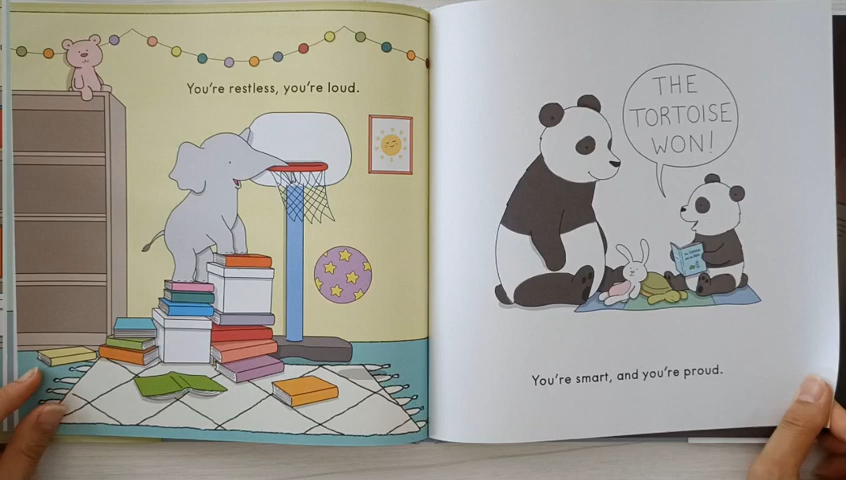 You're restless, you're loud.
THE
TORTOISE
WON!
You're smart, and you're proud.